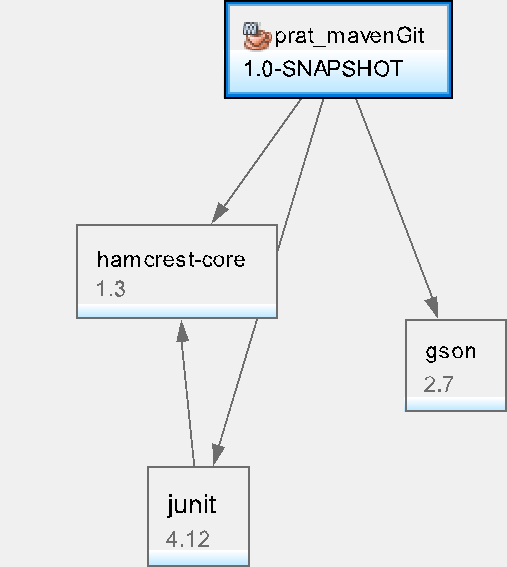 prat_mavenGit
1.0-SNAPSHOT
hamcrest-core
1.3
gson
2.7
junit
4.12